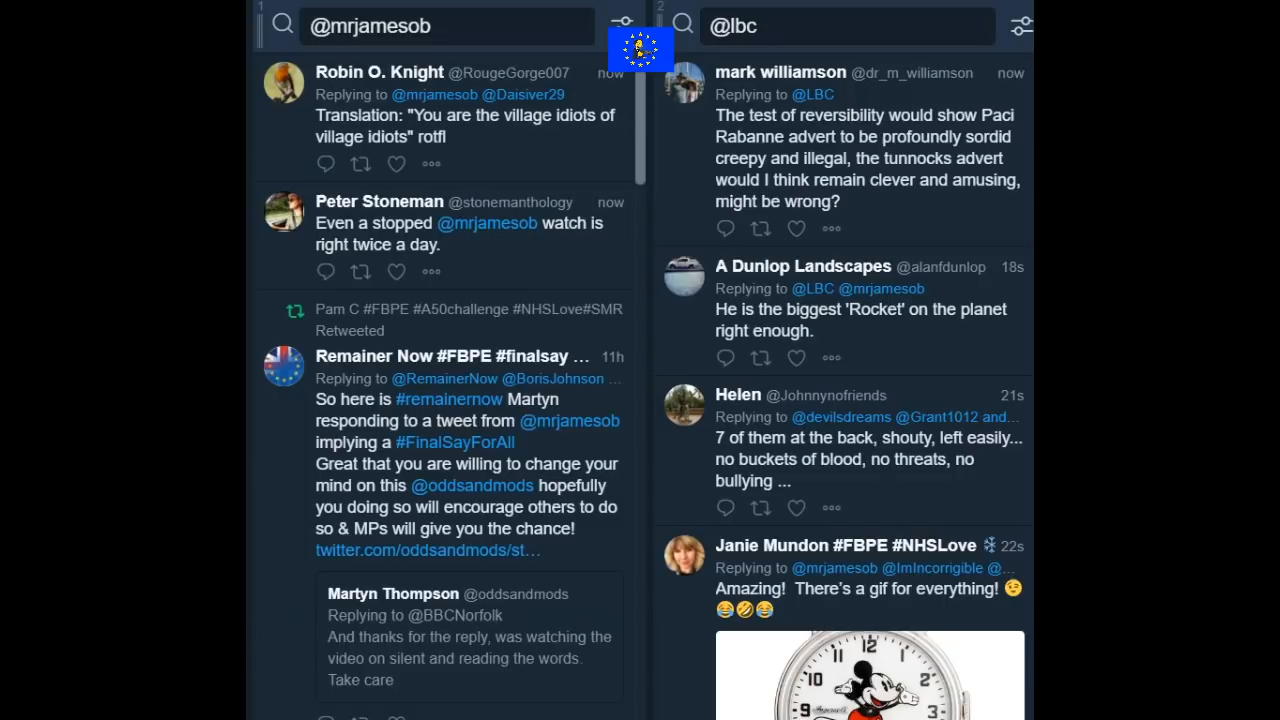 1
@mrjamesob
Robin O. Knight @RougeGorge007 now
Replying to @mrjamesob @Daisiver29
Translation: "You are the village idiots of
village idiots" rotfl
Peter Stoneman @stonemanthology now
Even a stopped @mrjamesob watch is
right twice a day.
Pam C #FBPE #A50challenge #NHSLove#SMR
Retweeted
Remainer Now #FBPE #finalsay … 11h
Replying to @RemainerNow @BorisJohnson …
So here is #remainernow Martyn
responding to a tweet from @mrjamesob
implying a #FinalSayForAll
Great that you are willing to change your
mind on this @oddsandmods hopefully
you doing so will encourage others to do
so & MPs will give you the chance!
twitter.com/oddsandmods/st…
Martyn Thompson @oddsandmods
Replying to @BBCNorfolk
And thanks for the reply, was watching the
video on silent and reading the words.
Take care
2
@lbc
mark williamson @dr_m_williamson now
Replying to @LBC
The test of reversibility would show Paci
Rabanne advert to be profoundly sordid
creepy and illegal, the tunnocks advert
would I think remain clever and amusing,
might be wrong?
A Dunlop Landscapes @alanfdunlop 18s
Replying to @LBC @mrjamesob
He is the biggest 'Rocket' on the planet
right enough.
Helen @Johnnynofriends 21s
Replying to @devilsdreams @Grant1012 and…
7 of them at the back, shouty, left easily...
no buckets of blood, no threats, no
bullying ...
Janie Mundon #FBPE #NHSLove ❄ 22s
Replying to @mrjamesob @ImIncorrigible @…
Amazing! There's a gif for everything! 😉
😂🤣😂
11 12 1
10 2
9 Ingersoll 3